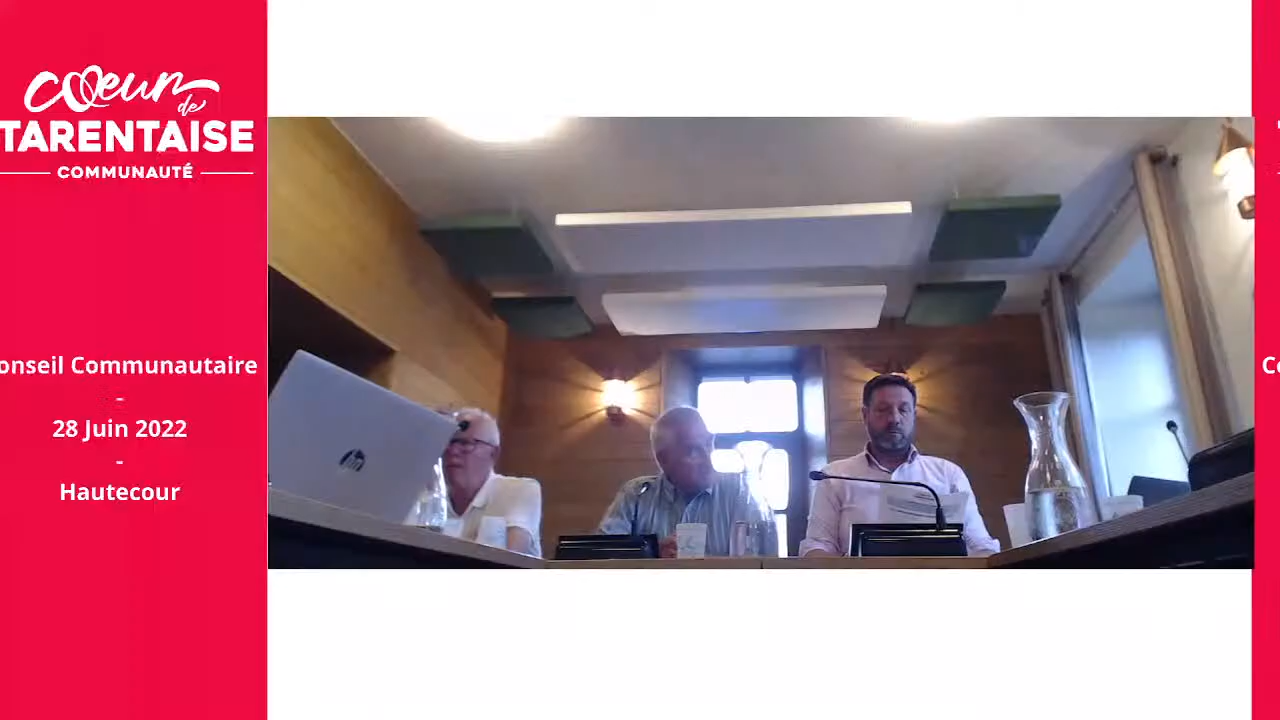 cœur
de
TARENTAISE
COMMUNAUTÉ
onseil Communautaire
-
28 Juin 2022
-
Hautecour
Co
hp